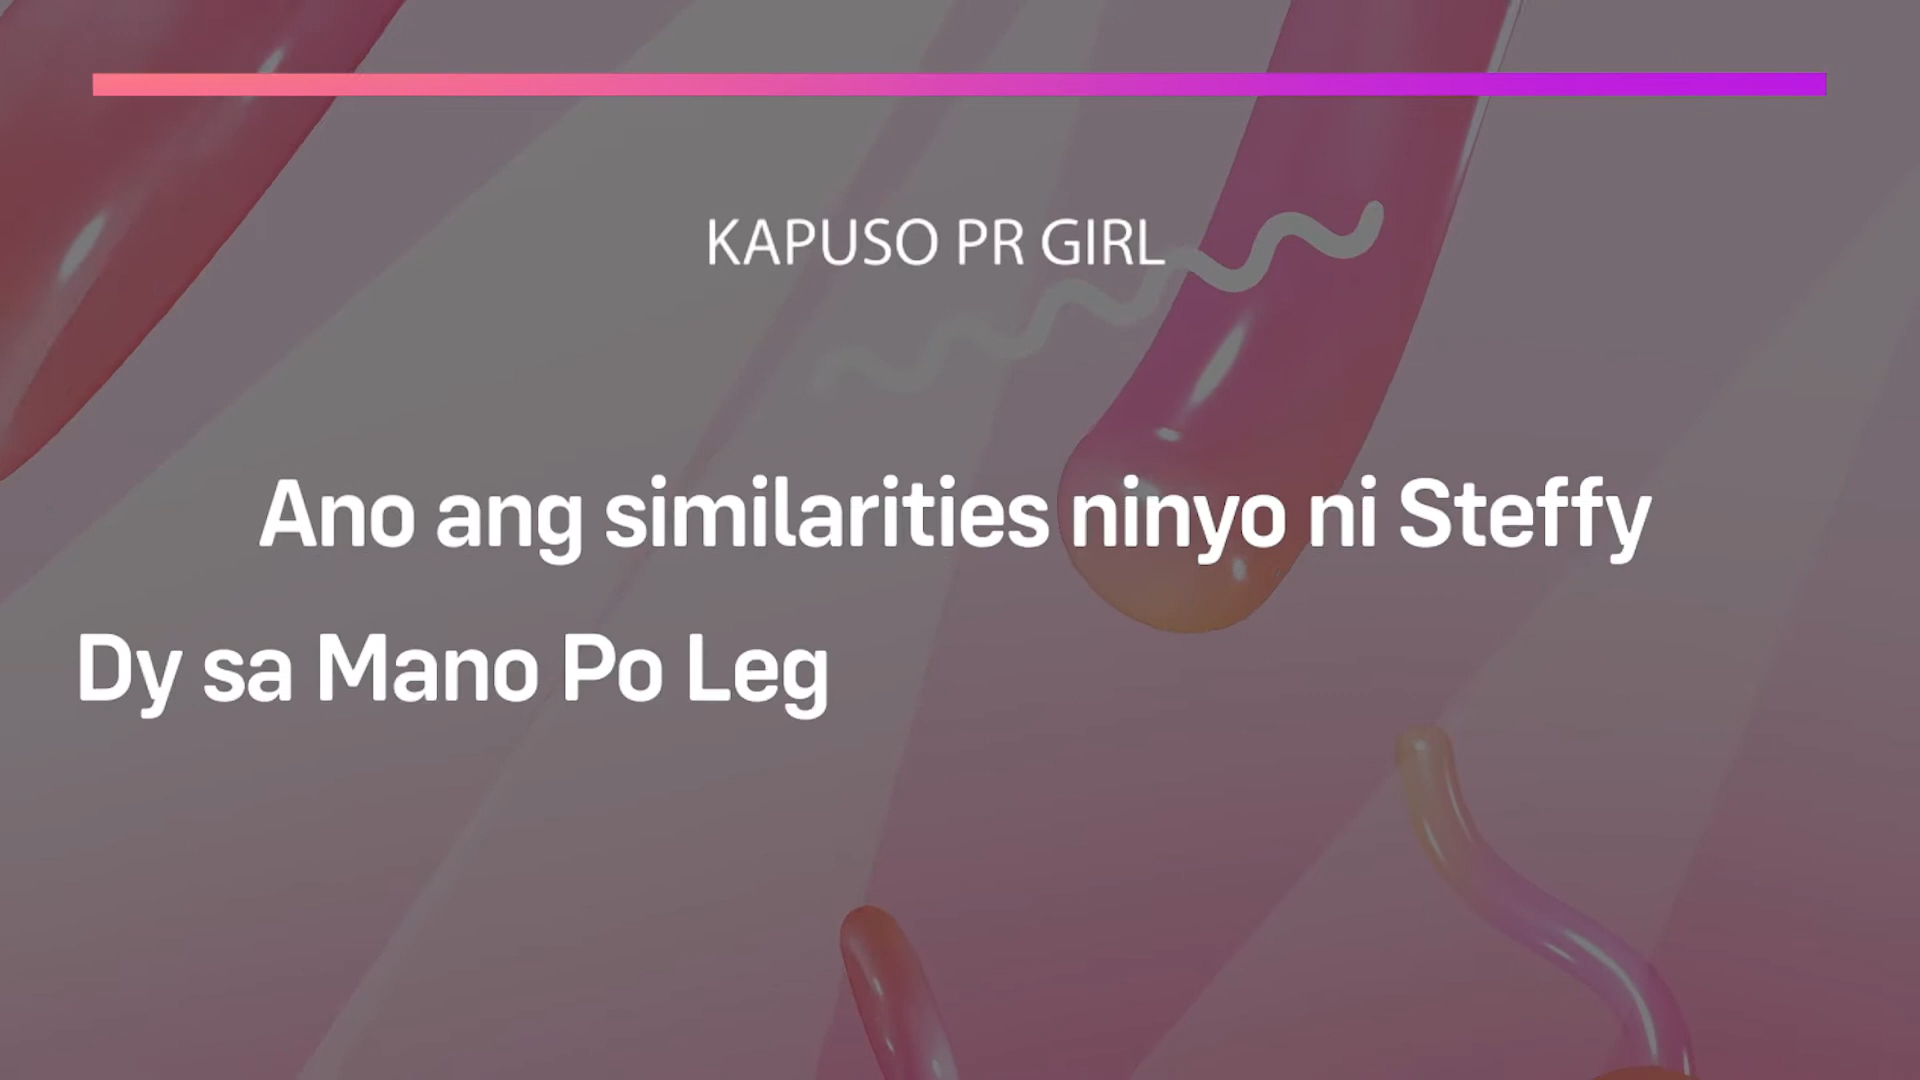 KAPUSO PR GIRL
Ano ang similarities ninyo ni Steffy
Dy sa Mano Po Leg